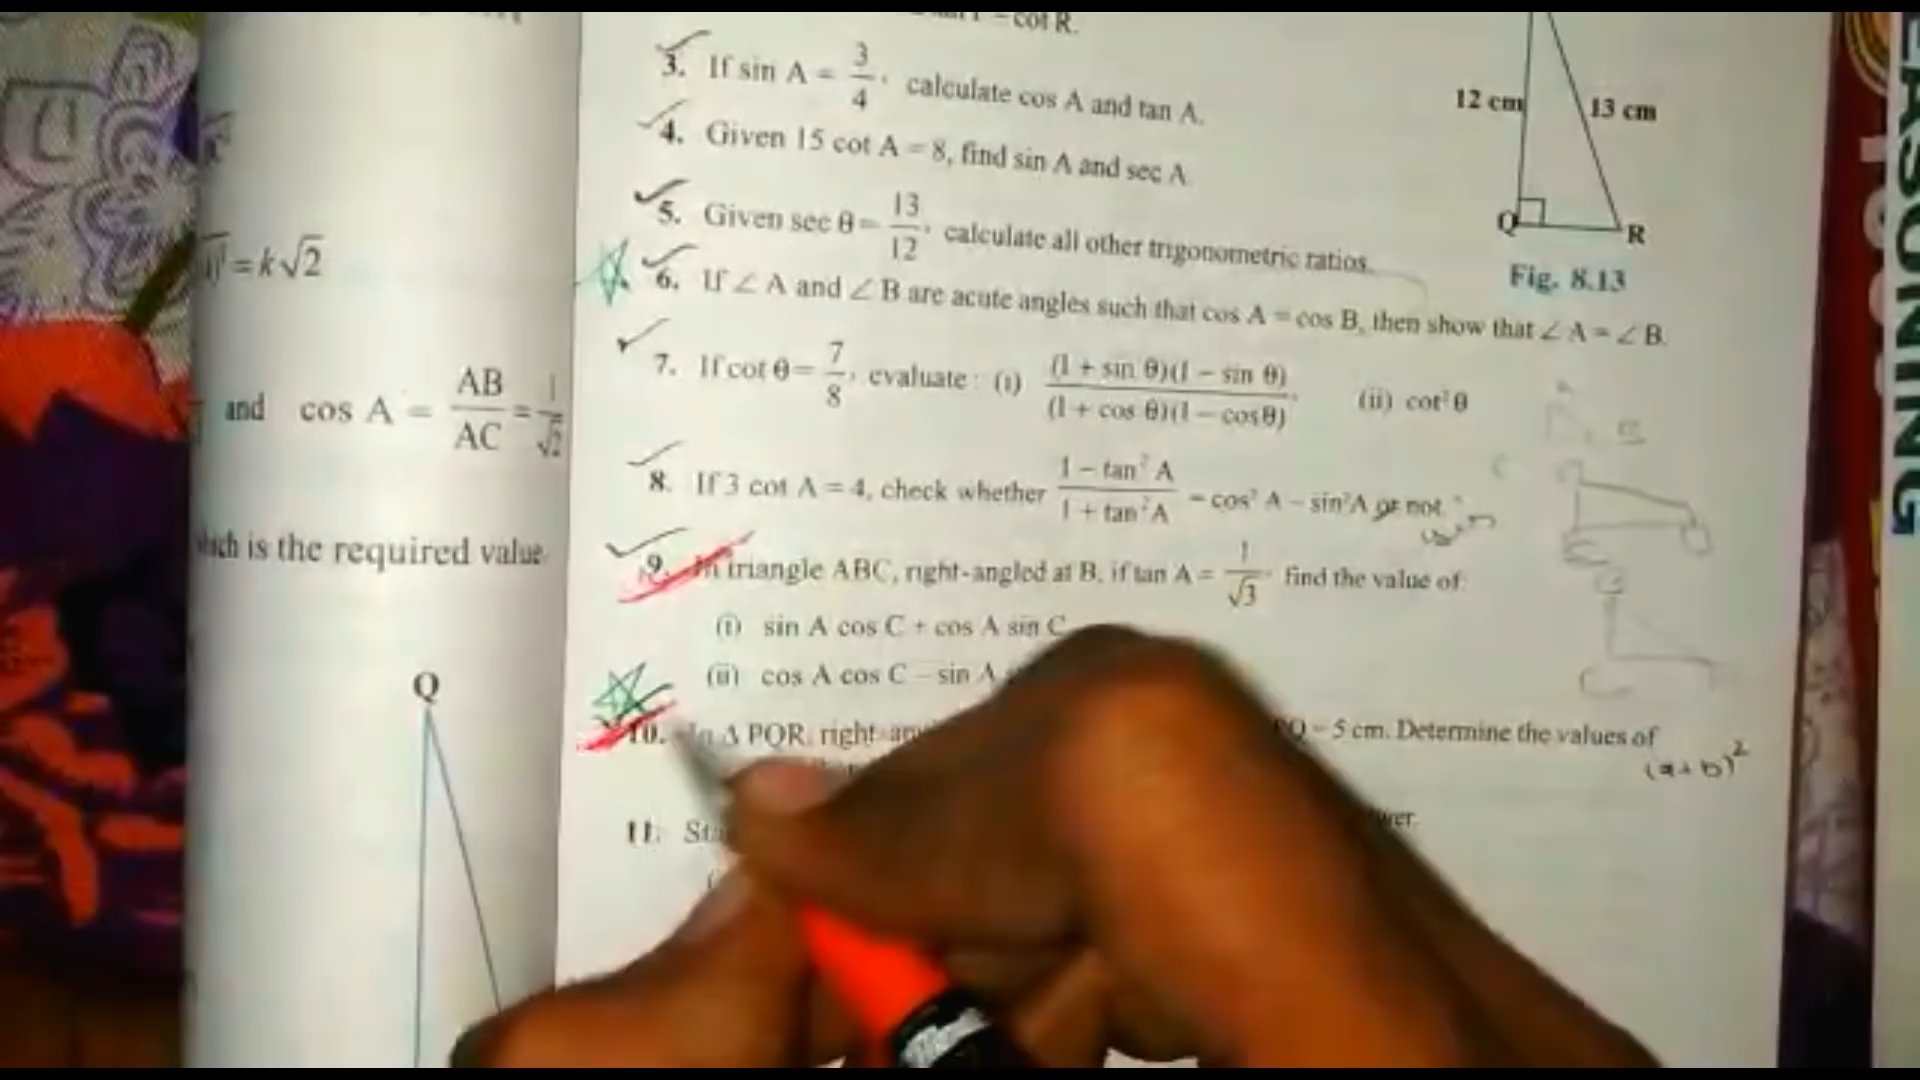 cot R.
3. If sin A = 3/4, calculate cos A and tan A.
12 cm
13 cm
4. Given 15 cot A = 8, find sin A and sec A.
5. Given sec θ = 13/12, calculate all other trigonometric ratios.
Q
R
Fig. 8.13
6. If ∠ A and ∠ B are acute angles such that cos A = cos B, then show that ∠ A = ∠ B.
7. If cot θ = 7/8, evaluate : (i) (1 + sin θ)(1 − sin θ)/(1 + cos θ)(1 − cos θ), (ii) cot² θ
8. If 3 cot A = 4, check whether (1 − tan² A)/(1 + tan² A) = cos² A − sin² A or not.
9. In triangle ABC, right-angled at B, if tan A = 1/√3, find the value of:
(i) sin A cos C + cos A sin C
(ii) cos A cos C − sin A
10. In Δ PQR, right-an PQ = 5 cm. Determine the values of
(a+b)²
11.
= k√2
and cos A = AB/AC = 1/√2
is the required value.
Q
EASONING